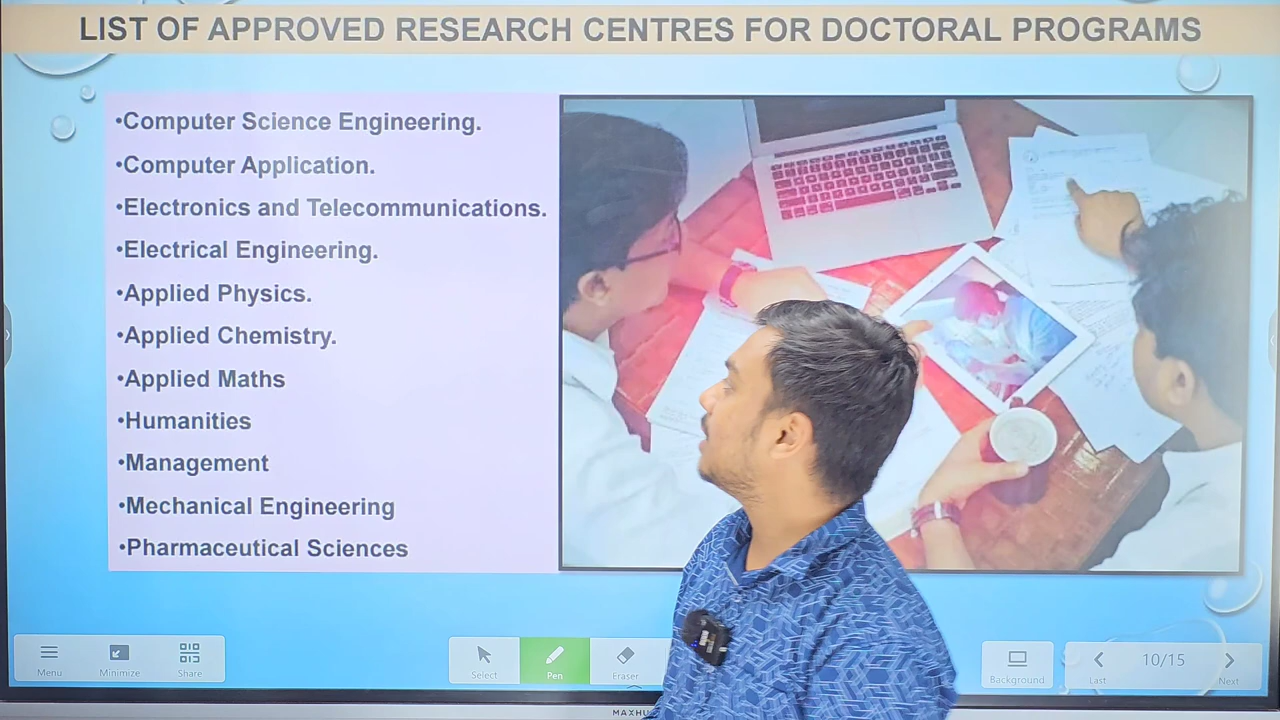 LIST OF APPROVED RESEARCH CENTRES FOR DOCTORAL PROGRAMS
•Computer Science Engineering.
•Computer Application.
•Electronics and Telecommunications.
•Electrical Engineering.
•Applied Physics.
•Applied Chemistry.
•Applied Maths
•Humanities
•Management
•Mechanical Engineering
•Pharmaceutical Sciences
Menu
Minimize
Share
Select
Pen
Eraser
Background
Last
10/15
Next